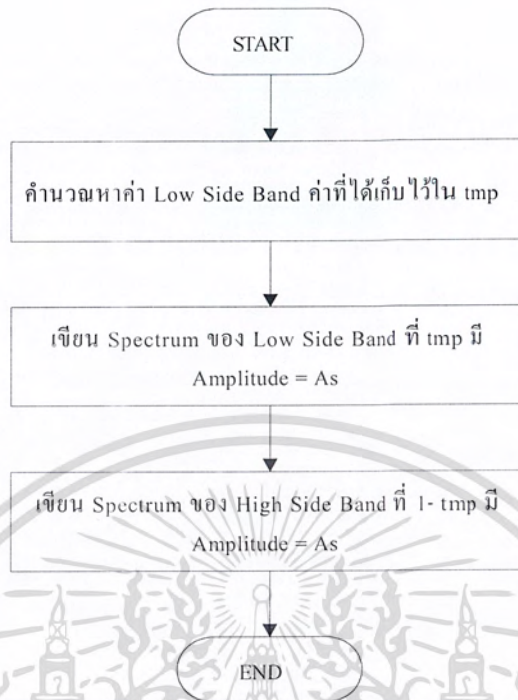 START
คำนวณหาค่า Low Side Band ค่าที่ได้เก็บไว้ใน tmp
เขียน Spectrum ของ Low Side Band ที่ tmp มี
Amplitude = As
เขียน Spectrum ของ High Side Band ที่ 1- tmp มี
Amplitude = As
END